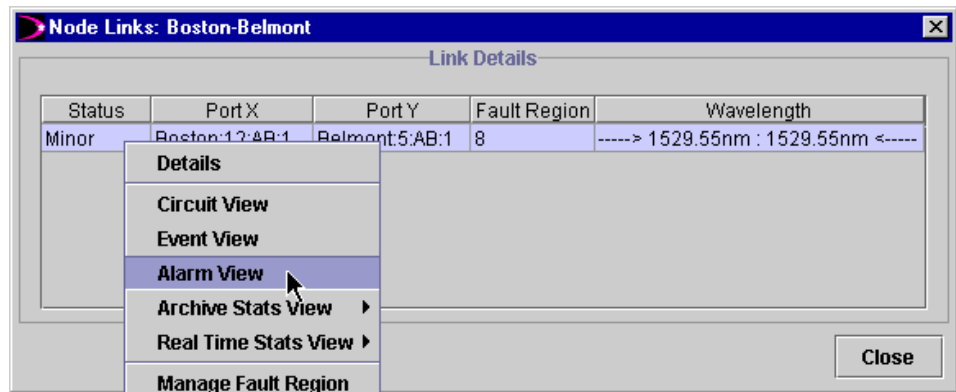 Node Links: Boston-Belmont
Link Details
Status Port X Port Y Fault Region Wavelength
Minor Boston:12:AB:1 Belmont:5:AB:1 8 -----> 1529.55nm : 1529.55nm <-----
Details
Circuit View
Event View
Alarm View
Archive Stats View
Real Time Stats View
Manage Fault Region
Close